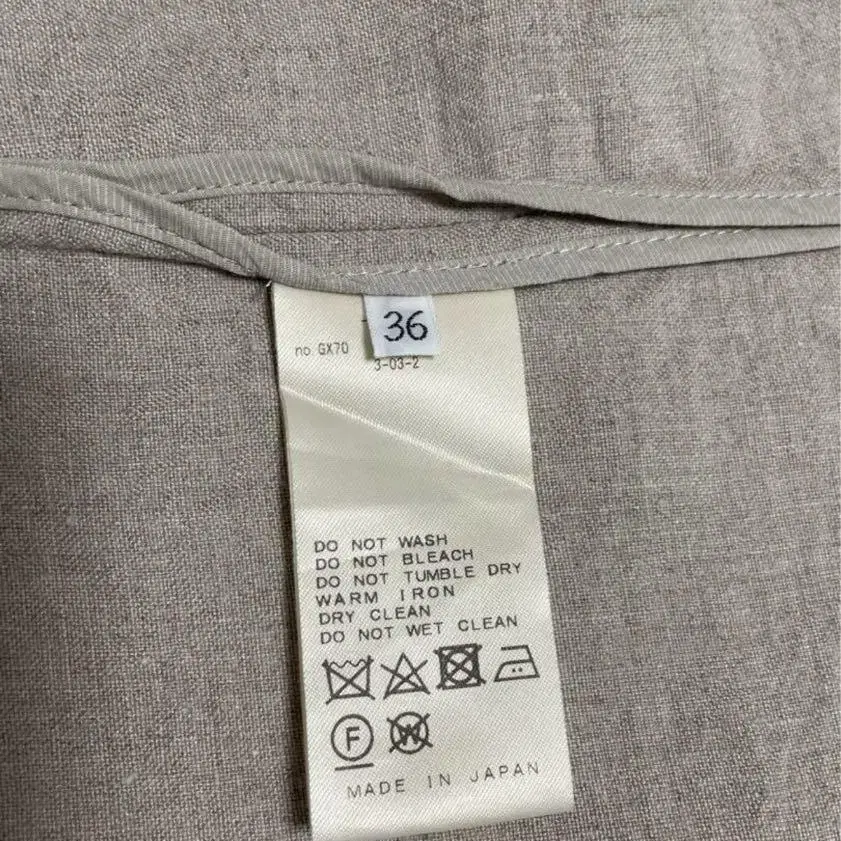 36
no. GX70
3-03-2
DO NOT WASH
DO NOT BLEACH
DO NOT TUMBLE DRY
WARM IRON
DRY CLEAN
DO NOT WET CLEAN
F W
MADE IN JAPAN